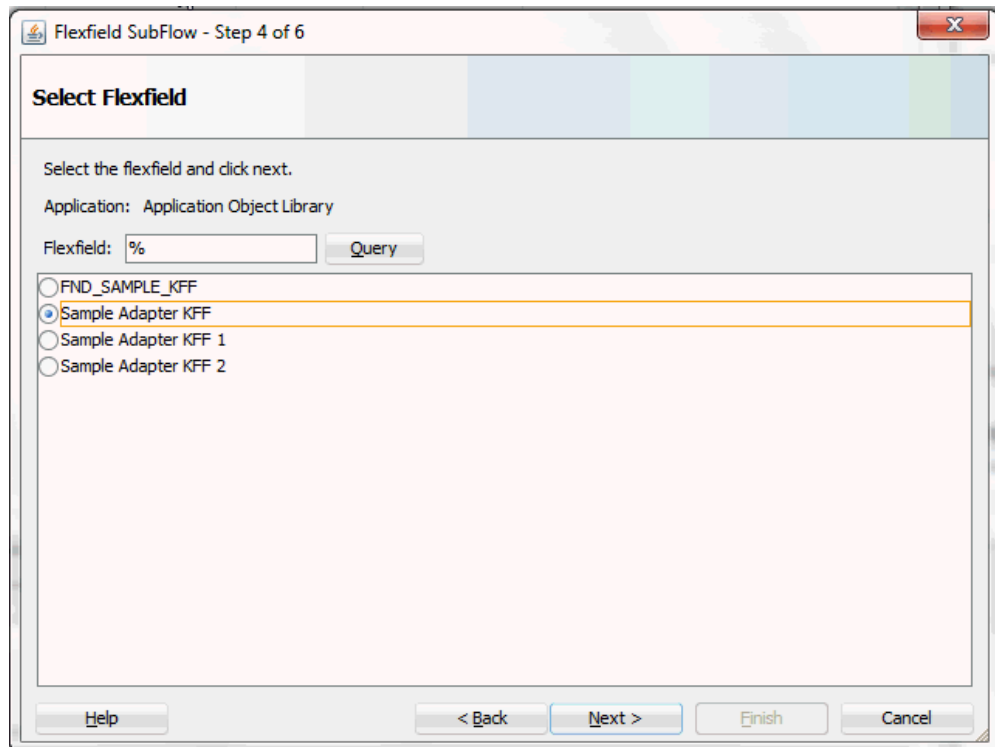 Flexfield SubFlow - Step 4 of 6
Select Flexfield
Select the flexfield and click next.
Application: Application Object Library
Flexfield: % Query
FND_SAMPLE_KFF
Sample Adapter KFF
Sample Adapter KFF 1
Sample Adapter KFF 2
Help < Back Next > Finish Cancel